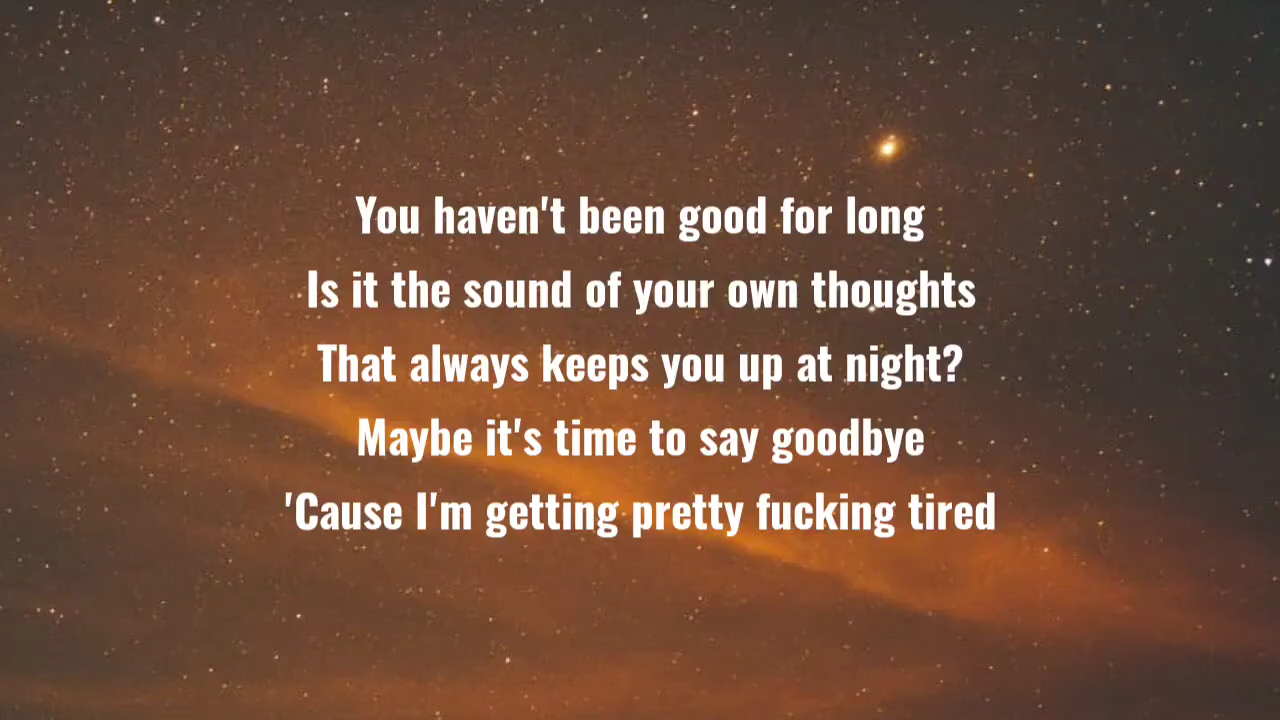 You haven't been good for long
Is it the sound of your own thoughts
That always keeps you up at night?
Maybe it's time to say goodbye
'Cause I'm getting pretty fucking tired